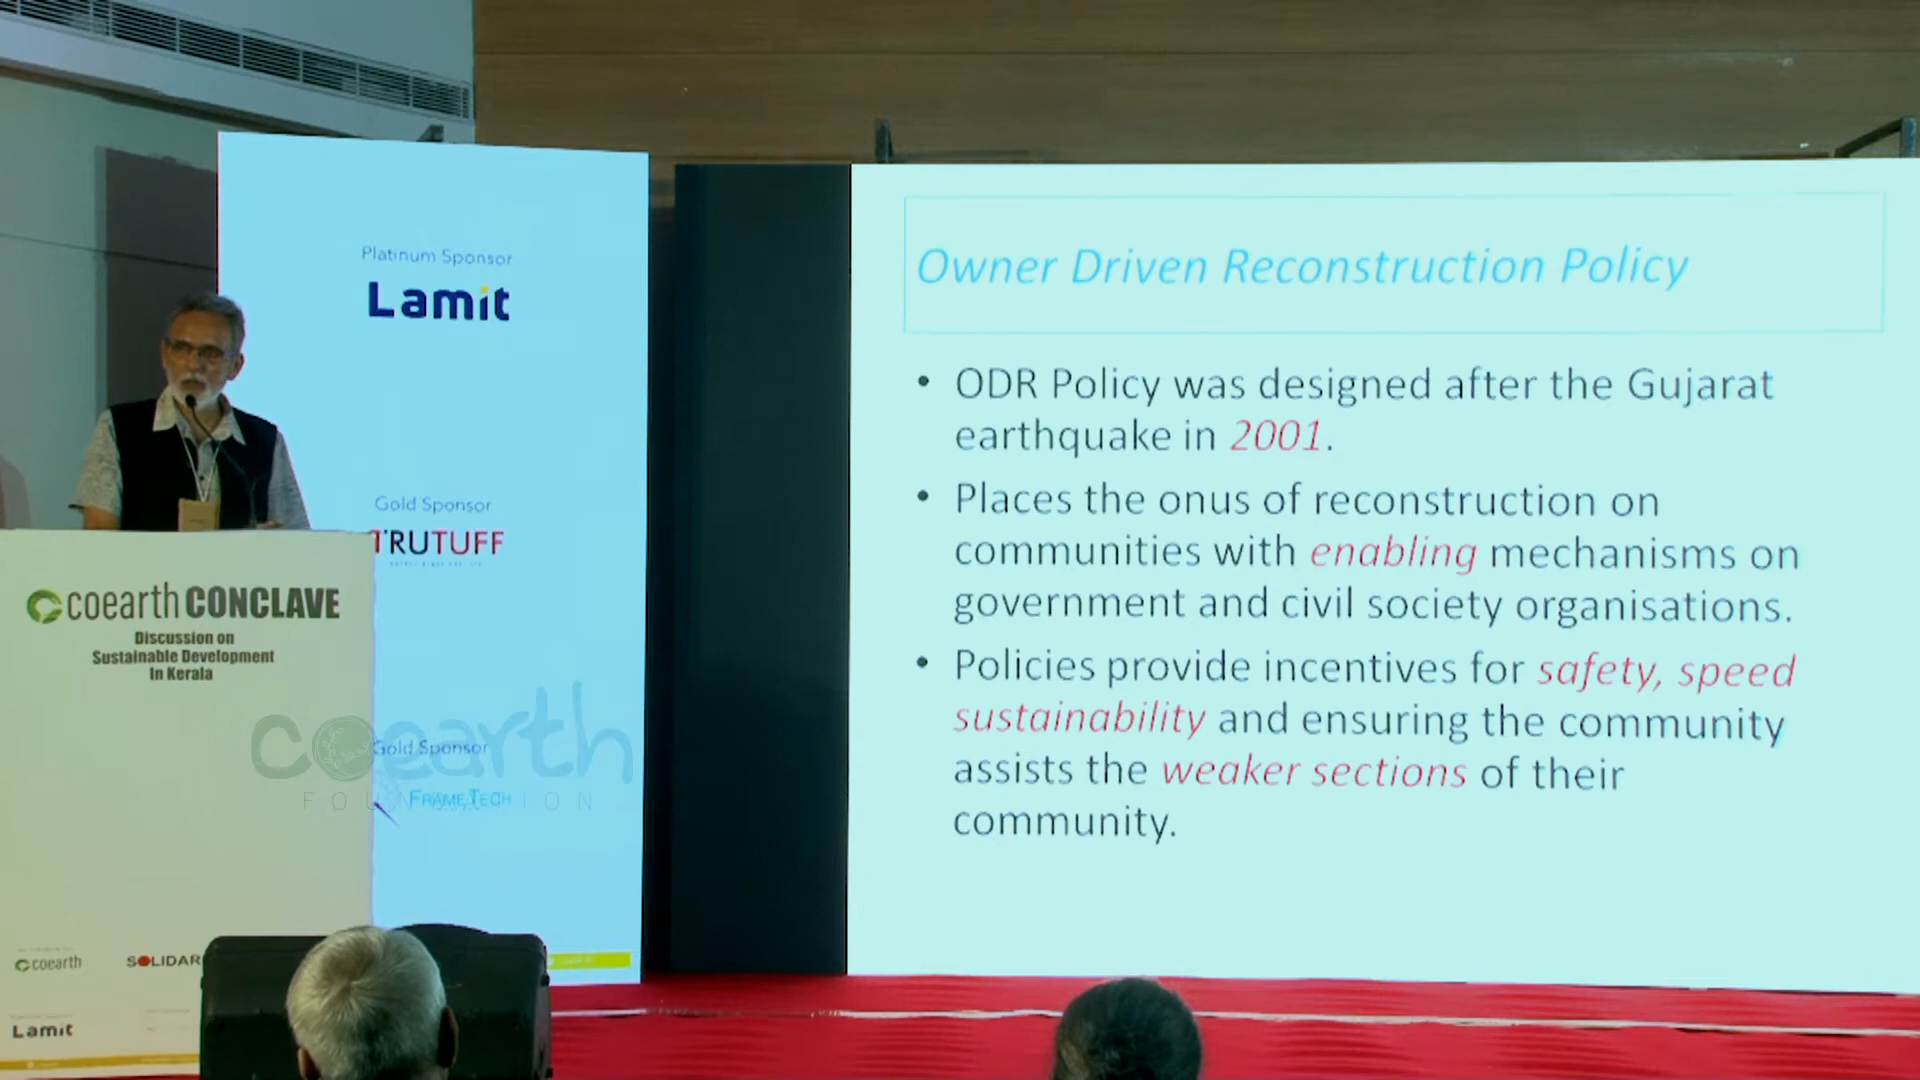 Platinum Sponsor
Lamit
Gold Sponsor
TRUTUFF
Gold Sponsor
FRAMETECH
coearth
FOUNDATION
coearth CONCLAVE
Discussion on
Sustainable Development
In Kerala
coearth
SOLIDAR
Lamit
Owner Driven Reconstruction Policy
• ODR Policy was designed after the Gujarat
earthquake in 2001.
• Places the onus of reconstruction on
communities with enabling mechanisms on
government and civil society organisations.
• Policies provide incentives for safety, speed
sustainability and ensuring the community
assists the weaker sections of their
community.